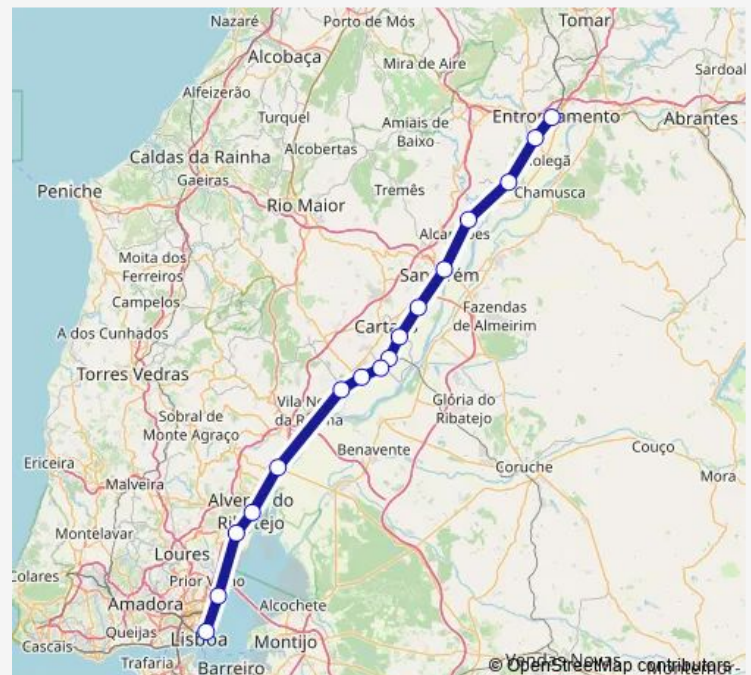 Nazaré
Porto de Mós
Tomar
Alcobaça
Mira de Aire
Sardoal
Alfeizerão
Turquel
Amiais de
Baixo
Abrantes
Caldas da Rainha
Alcobertas
Gaeiras
Tremês
Chamusca
Peniche
Rio Maior
Moita dos
Ferreiros
Campelos
Fazendas
de Almeirim
A dos Cunhados
Torres Vedras
Glória do
Ribatejo
Sobral de
Monte Agraço
Benavente
Couço
Ericeira
Coruche
Mora
Malveira
Montelavar
Loures
Colares
Amadora
Alcochete
Queijas
Lisboa
Montijo
Cascais
Trafaria
Barreiro
© OpenStreetMap contributors